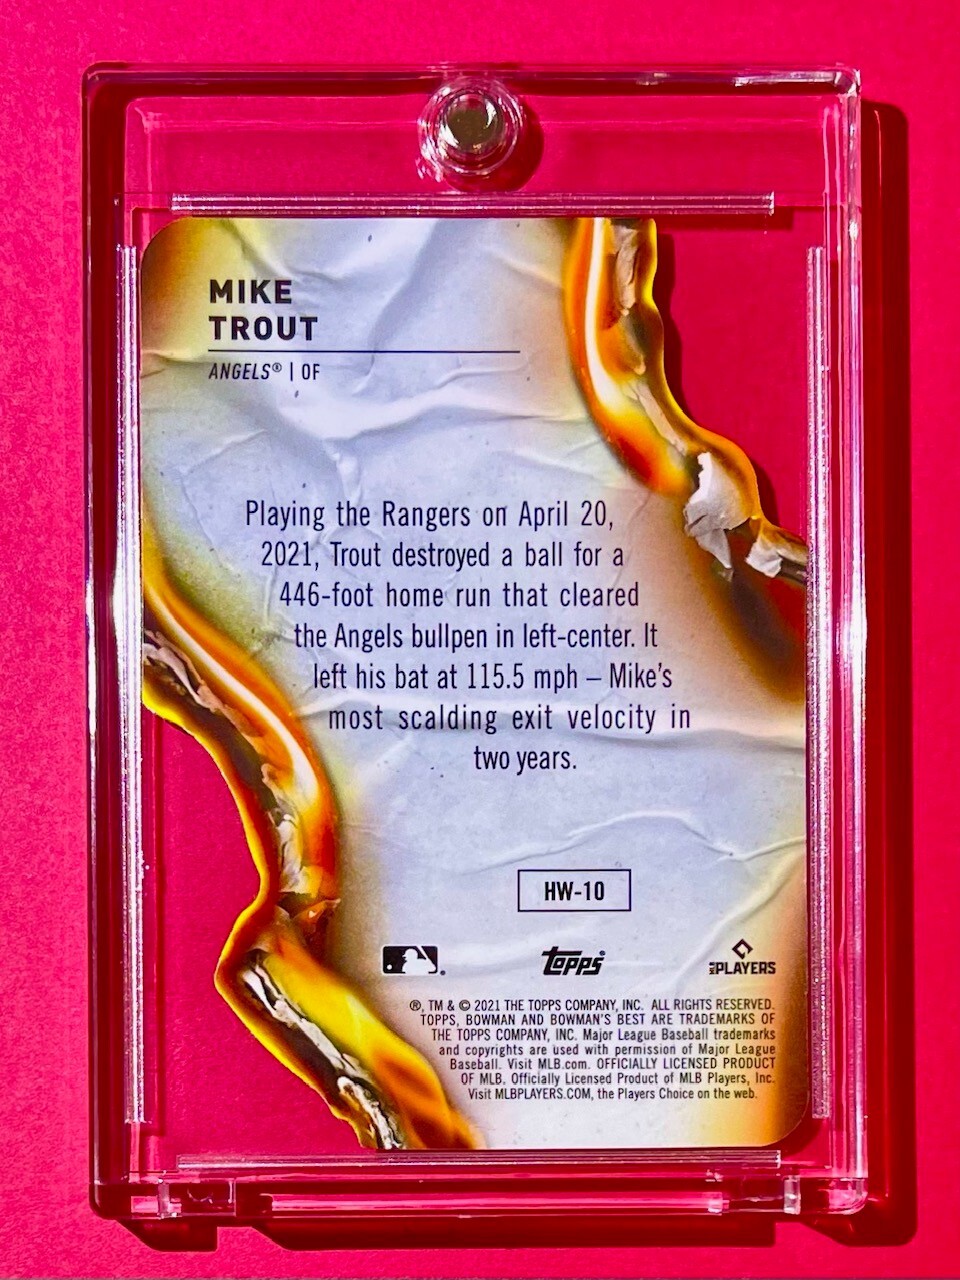 MIKE
TROUT
ANGELS® | OF
Playing the Rangers on April 20,
2021, Trout destroyed a ball for a
446-foot home run that cleared
the Angels bullpen in left-center. It
left his bat at 115.5 mph – Mike's
most scalding exit velocity in
two years.
HW-10
Topps
MLB PLAYERS
®, TM & © 2021 THE TOPPS COMPANY, INC. ALL RIGHTS RESERVED.
TOPPS, BOWMAN AND BOWMAN'S BEST ARE TRADEMARKS OF
THE TOPPS COMPANY, INC. Major League Baseball trademarks
and copyrights are used with permission of Major League
Baseball. Visit MLB.com. OFFICIALLY LICENSED PRODUCT
OF MLB. Officially Licensed Product of MLB Players, Inc.
Visit MLBPLAYERS.COM, the Players Choice on the web.